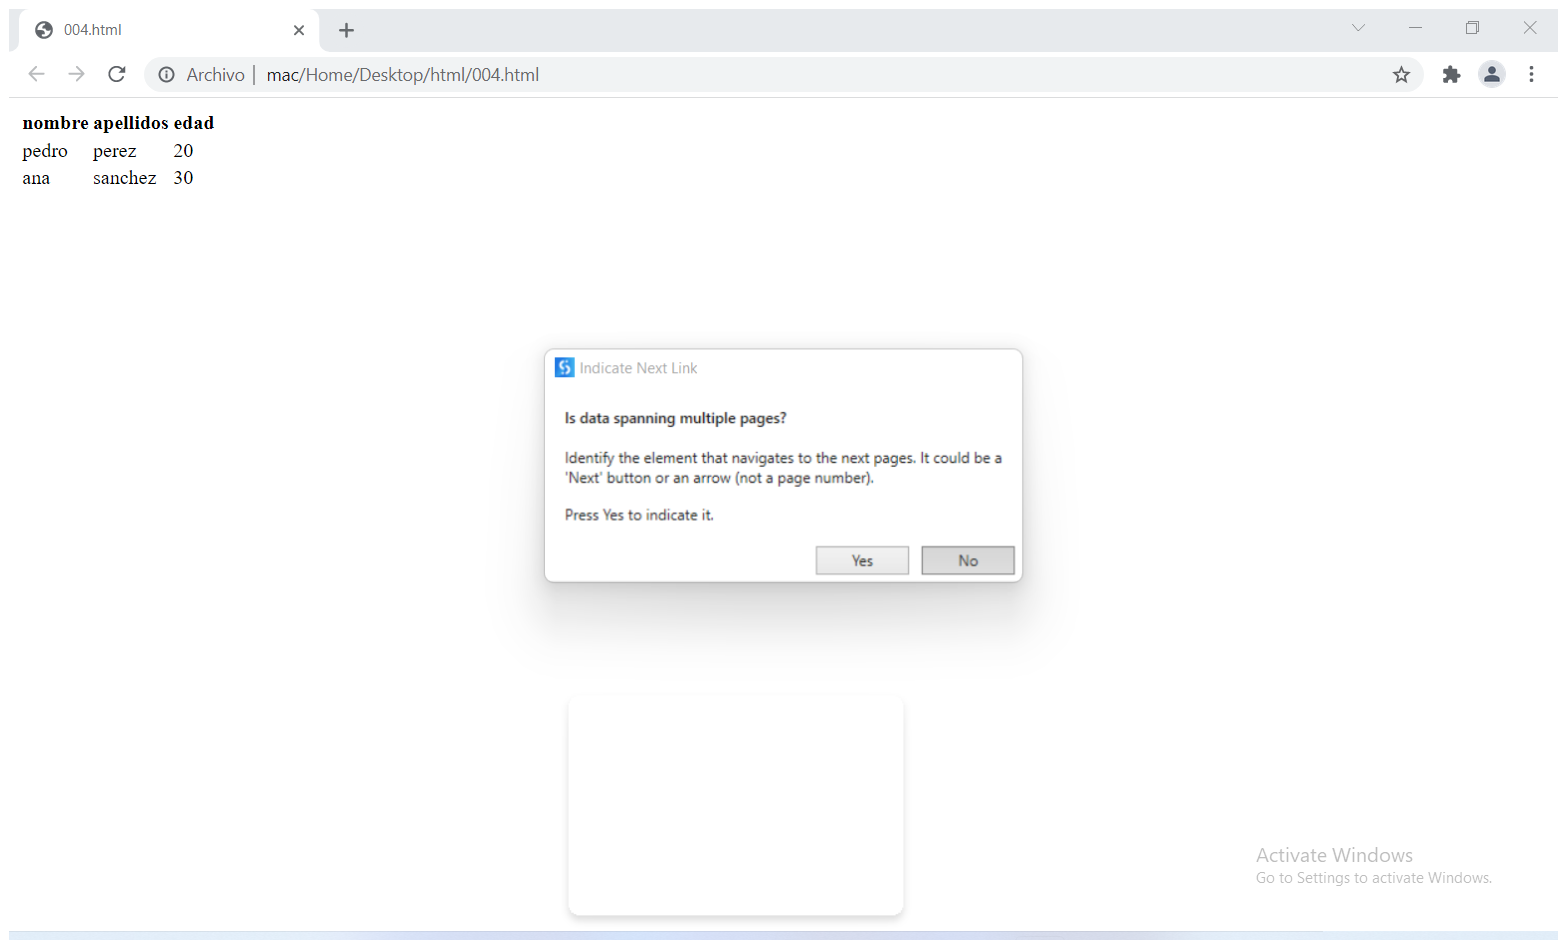 004.html
Archivo | mac/Home/Desktop/html/004.html
nombre apellidos edad
pedro perez 20
ana sanchez 30
Indicate Next Link
Is data spanning multiple pages?
Identify the element that navigates to the next pages. It could be a
'Next' button or an arrow (not a page number).
Press Yes to indicate it.
Yes No
Activate Windows
Go to Settings to activate Windows.